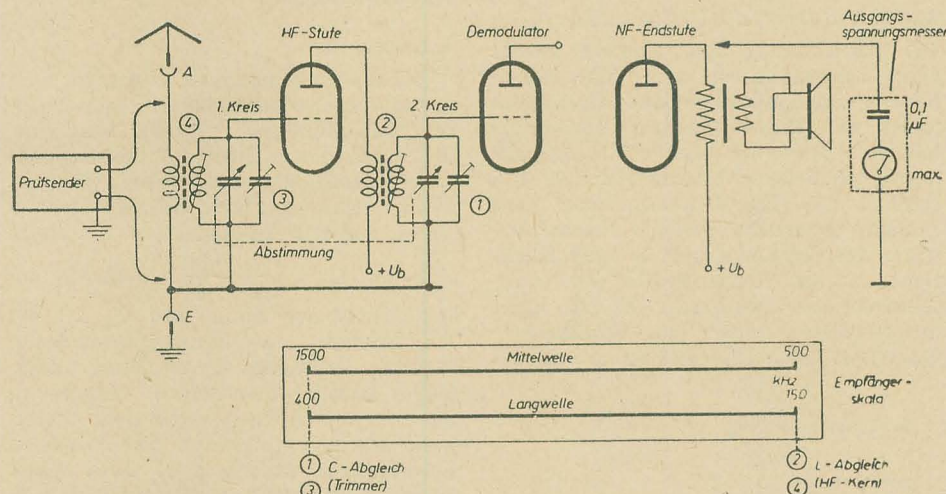 Ausgangs-
spannungsmesser
HF-Stufe
Demodulator
NF-Endstufe
A
1. Kreis
2. Kreis
4
2
0,1
µF
Prüfsender
3
1
max.
Abstimmung
+ Ub
+ Ub
E
1500
Mittelwelle
500
kHz
400
Langwelle
150
Empfänger-
skala
1
C-Abgleich
3
(Trimmer)
2
L-Abgleich
4
(HF-Kern)